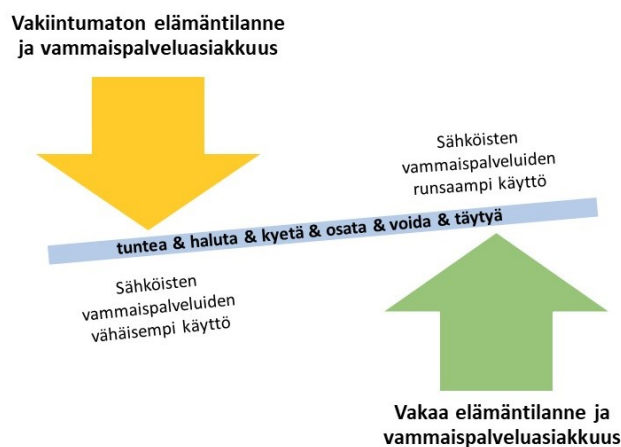 Vakiintumaton elämäntilanne
ja vammaispalveluasiakkuus
Sähköisten
vammaispalveluiden
runsaampi käyttö
tuntea & haluta & kyetä & osata & voida & täytyä
Sähköisten
vammaispalveluiden
vähäisempi käyttö
Vakaa elämäntilanne ja
vammaispalveluasiakkuus